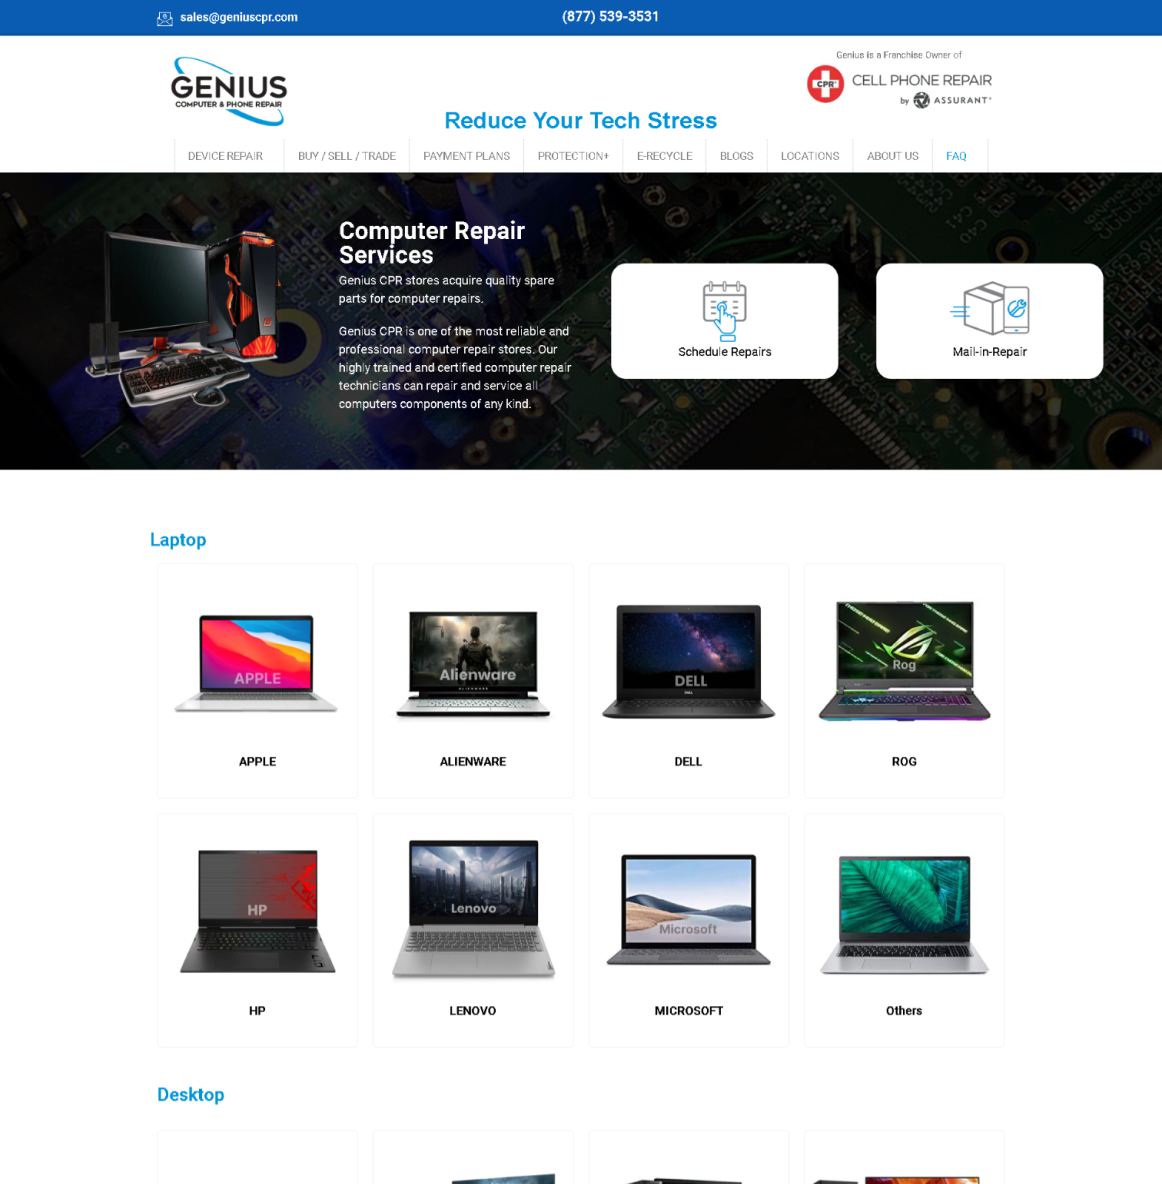 sales@geniuscpr.com
(877) 539-3531
Genius is a Franchise Owner of
GENIUS
COMPUTER & PHONE REPAIR
CPR
CELL PHONE REPAIR
by ASSURANT
Reduce Your Tech Stress
DEVICE REPAIR
BUY / SELL / TRADE
PAYMENT PLANS
PROTECTION+
E-RECYCLE
BLOGS
LOCATIONS
ABOUT US
FAQ
Computer Repair
Services
Genius CPR stores acquire quality spare
parts for computer repairs.
Genius CPR is one of the most reliable and
professional computer repair stores. Our
highly trained and certified computer repair
technicians can repair and service all
computers components of any kind.
Schedule Repairs
Mail-in-Repair
Laptop
APPLE
Alienware
ALIENWARE
DELL
DELL
Rog
APPLE
ALIENWARE
DELL
ROG
HP
Lenovo
Microsoft
HP
LENOVO
MICROSOFT
Others
Desktop